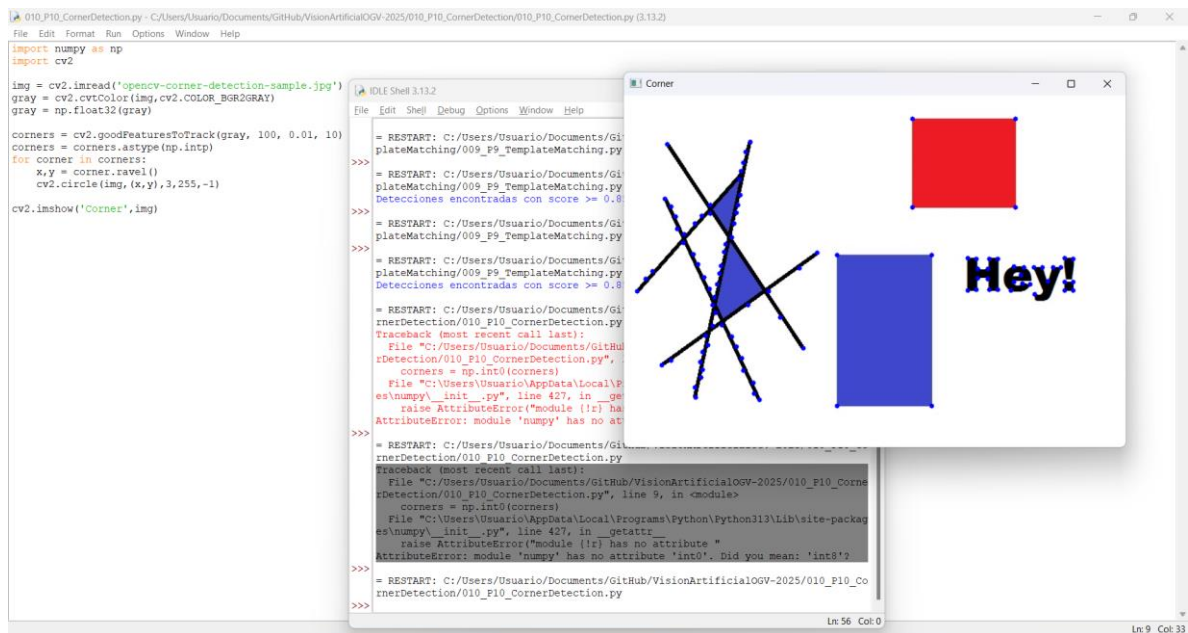 010_P10_CornerDetection.py - C:/Users/Usuario/Documents/GitHub/VisionArtificialOGV-2025/010_P10_CornerDetection/010_P10_CornerDetection.py (3.13.2)
File Edit Format Run Options Window Help
import numpy as np
import cv2
img = cv2.imread('opencv-corner-detection-sample.jpg')
gray = cv2.cvtColor(img,cv2.COLOR_BGR2GRAY)
gray = np.float32(gray)
corners = cv2.goodFeaturesToTrack(gray, 100, 0.01, 10)
corners = corners.astype(np.intp)
for corner in corners:
    x,y = corner.ravel()
    cv2.circle(img,(x,y),3,255,-1)
cv2.imshow('Corner',img)
IDLE Shell 3.13.2
File Edit Shell Debug Options Window Help
= RESTART: C:/Users/Usuario/Documents/Git
plateMatching/009_P9_TemplateMatching.py
>>>
= RESTART: C:/Users/Usuario/Documents/Git
plateMatching/009_P9_TemplateMatching.py
Detecciones encontradas con score >= 0.8
>>>
= RESTART: C:/Users/Usuario/Documents/Git
plateMatching/009_P9_TemplateMatching.py
>>>
= RESTART: C:/Users/Usuario/Documents/Git
plateMatching/009_P9_TemplateMatching.py
Detecciones encontradas con score >= 0.8
>>>
= RESTART: C:/Users/Usuario/Documents/Git
rnerDetection/010_P10_CornerDetection.py
Traceback (most recent call last):
  File "C:/Users/Usuario/Documents/GitHub
rDetection/010_P10_CornerDetection.py",
    corners = np.int0(corners)
  File "C:\Users\Usuario\AppData\Local\P
es\numpy\__init__.py", line 427, in __get
    raise AttributeError("module {!r} has
AttributeError: module 'numpy' has no at
>>>
= RESTART: C:/Users/Usuario/Documents/
rnerDetection/010_P10_CornerDetection.py
Traceback (most recent call last):
  File "C:/Users/Usuario/Documents/GitHub/VisionArtificialOGV-2025/010_P10_Corne
rDetection/010_P10_CornerDetection.py", line 9, in <module>
    corners = np.int0(corners)
  File "C:\Users\Usuario\AppData\Local\Programs\Python\Python313\Lib\site-packag
es\numpy\__init__.py", line 427, in __getattr__
    raise AttributeError("module {!r} has no attribute "
AttributeError: module 'numpy' has no attribute 'int0'. Did you mean: 'int8'?
>>>
= RESTART: C:/Users/Usuario/Documents/GitHub/VisionArtificialOGV-2025/010_P10_Co
rnerDetection/010_P10_CornerDetection.py
>>>
Ln: 56 Col: 0
Corner
Hey!
Ln: 9 Col: 33